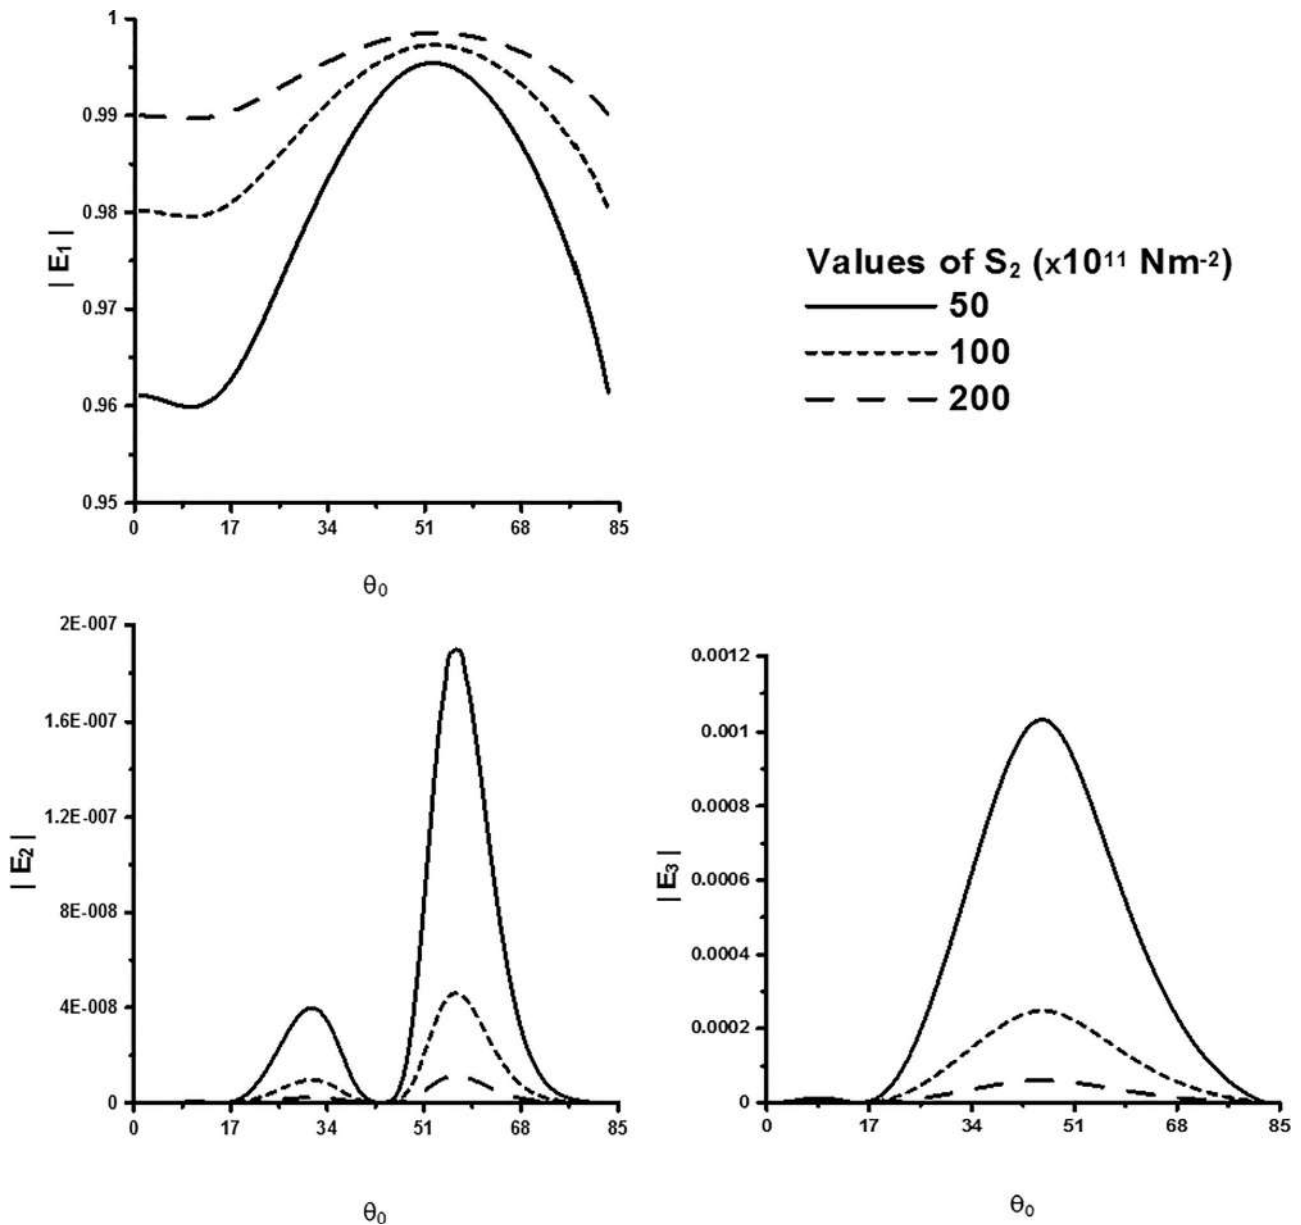 1
0.99
0.98
0.97
0.96
0.95
| E₁ |
0 17 34 51 68 85
θ₀
Values of S₂ (x10¹¹ Nm⁻²)
50
100
200
2E-007
1.6E-007
1.2E-007
8E-008
4E-008
0
| E₂ |
0 17 34 51 68 85
θ₀
0.0012
0.001
0.0008
0.0006
0.0004
0.0002
0
| E₃ |
0 17 34 51 68 85
θ₀